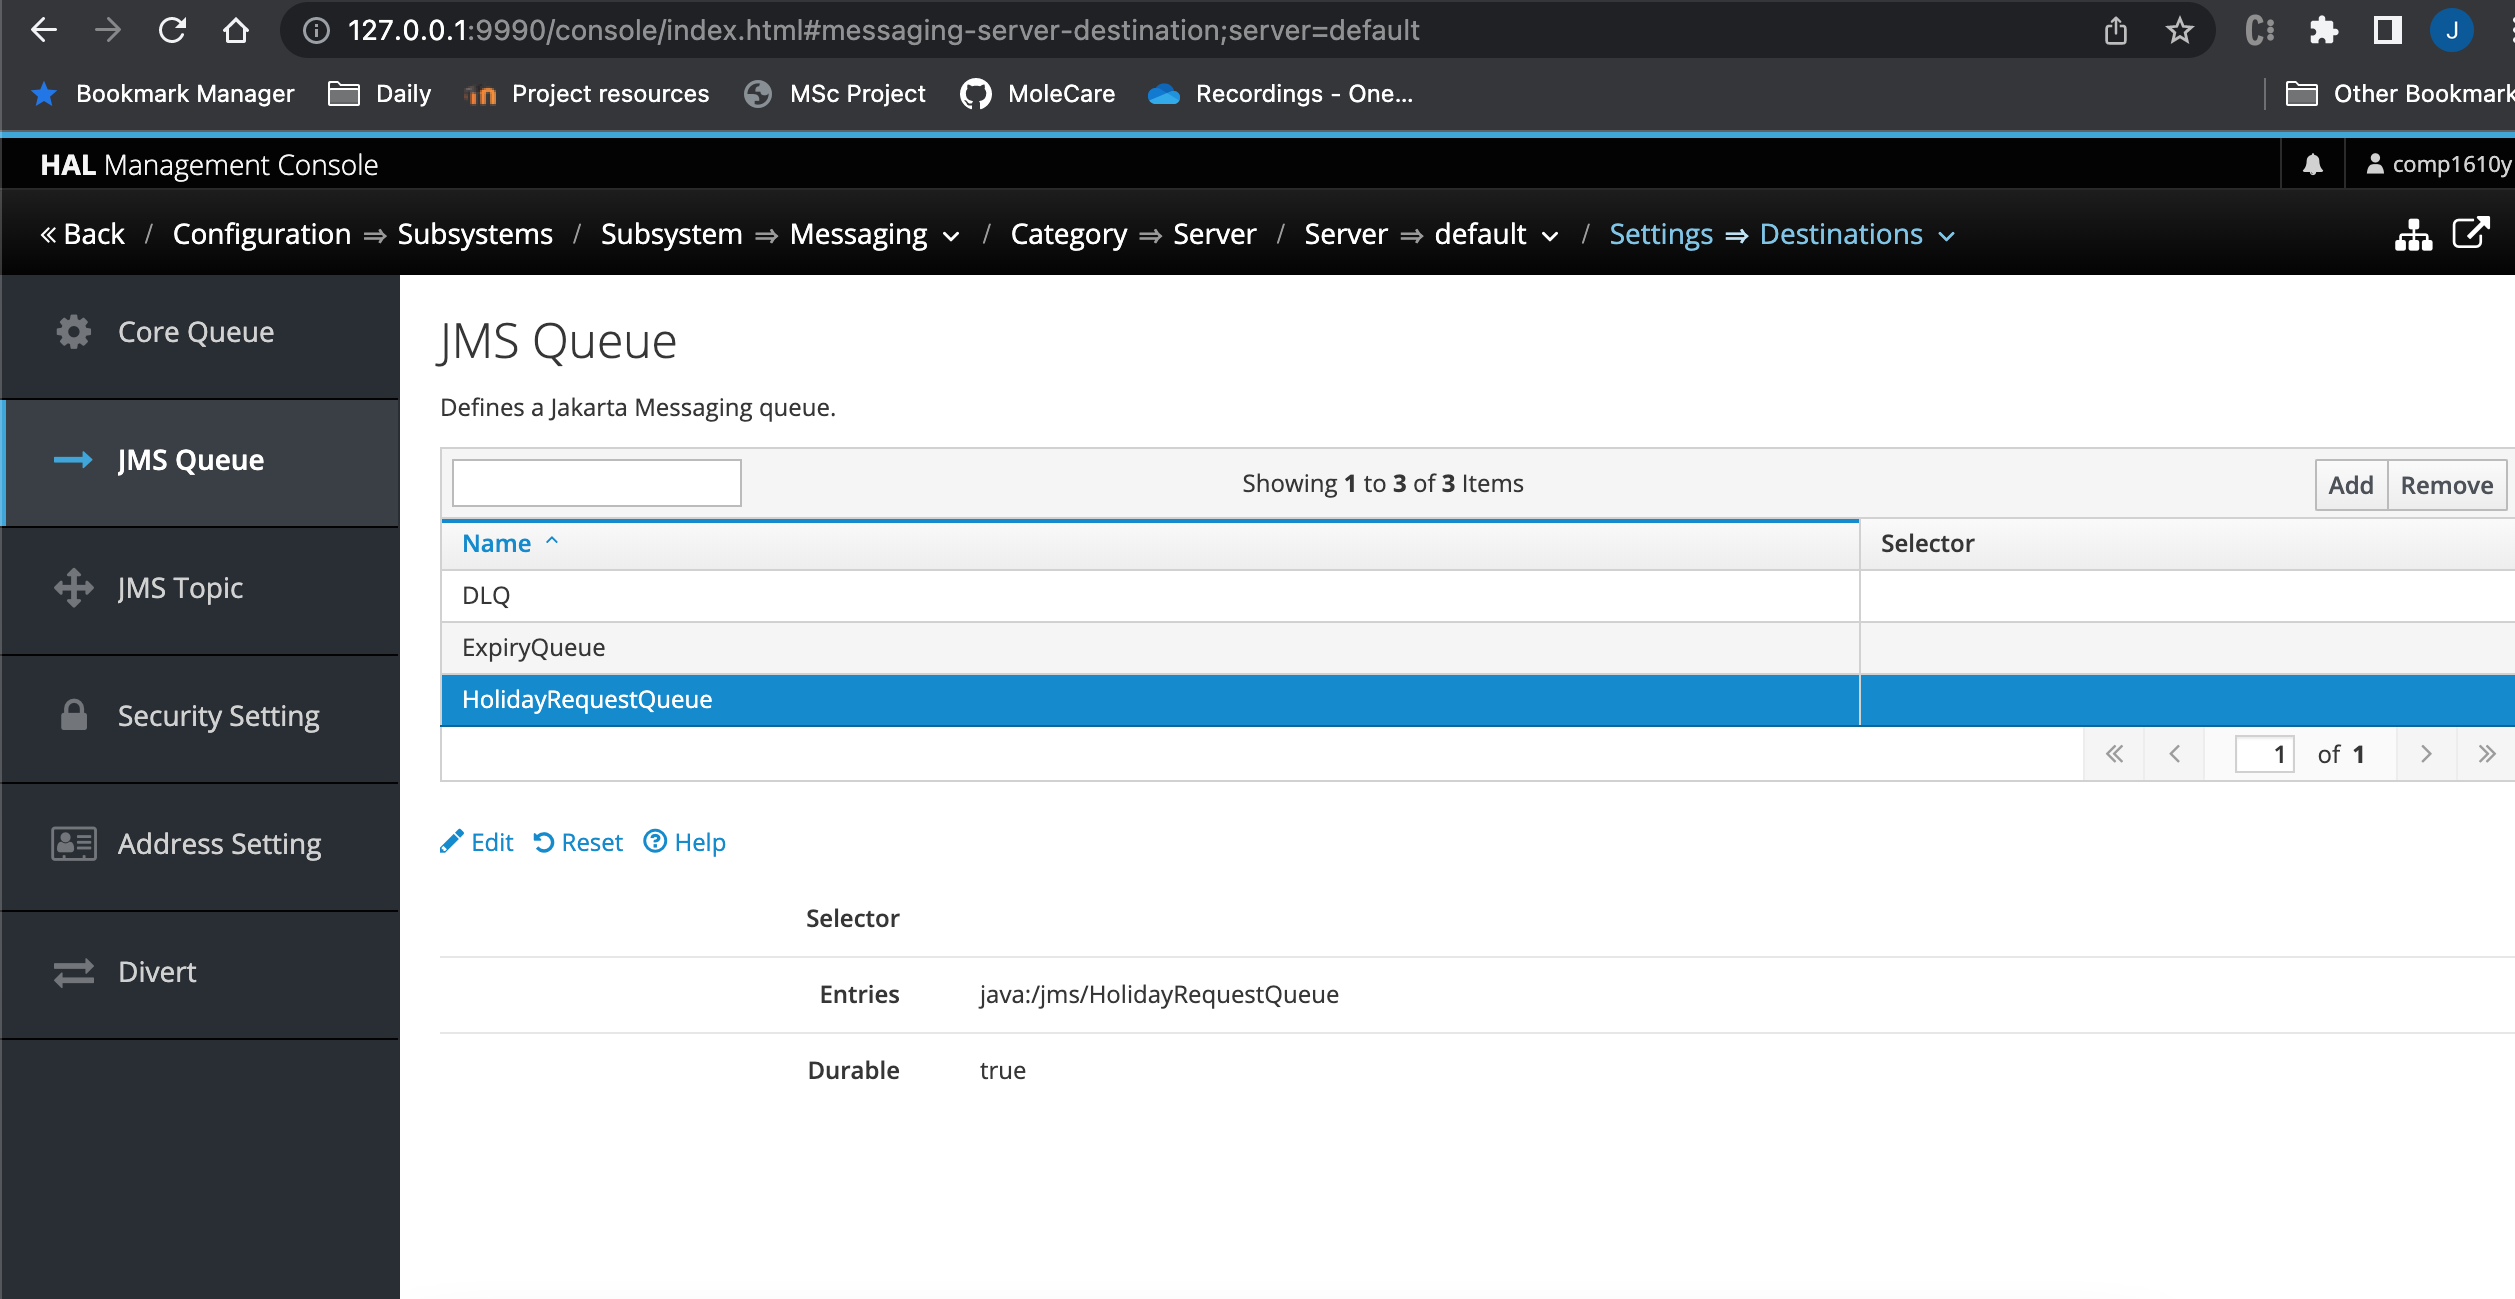 127.0.0.1:9990/console/index.html#messaging-server-destination;server=default
J
Bookmark Manager Daily Project resources MSc Project MoleCare Recordings - One... Other Bookmark
HAL Management Console comp1610y
« Back / Configuration ⇒ Subsystems / Subsystem ⇒ Messaging / Category ⇒ Server / Server ⇒ default / Settings ⇒ Destinations
Core Queue
JMS Queue
JMS Topic
Security Setting
Address Setting
Divert
JMS Queue
Defines a Jakarta Messaging queue.
Showing 1 to 3 of 3 Items Add Remove
Name Selector
DLQ
ExpiryQueue
HolidayRequestQueue
« < 1 of 1 > »
Edit Reset Help
Selector
Entries java:/jms/HolidayRequestQueue
Durable true